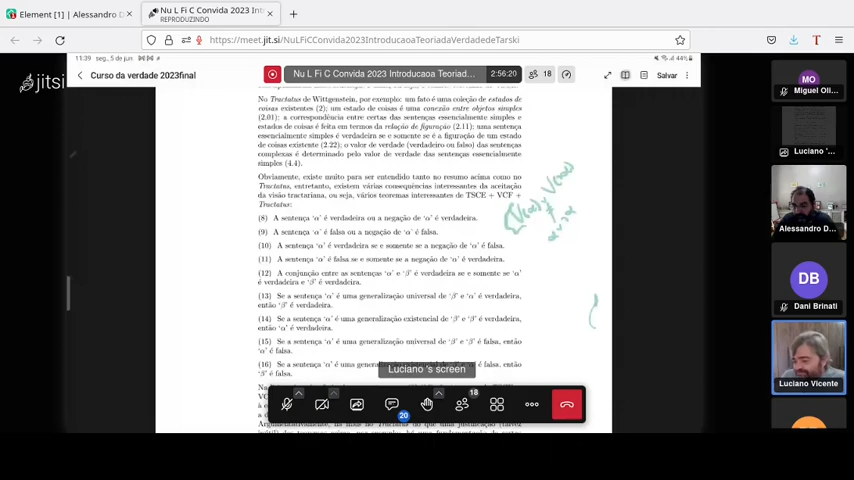 Element [1] | Alessandro D
Nu L Fi C Convida 2023 Int
REPRODUZINDO
https://meet.jit.si/NuLFiCConvida2023IntroducaoaTeoriadaVerdadedeTarski
11:39 seg., 5 de jun
44%
Curso da verdade 2023final
Nu L Fi C Convida 2023 Introducaoa Teoriad...
2:56:20
18
Salvar
jitsi
No Tractatus de Wittgenstein, por exemplo: um fato é uma coleção de estados de
coisas existentes (2); um estado de coisas é uma conexão entre objetos simples
(2.01); a correspondência entre certas das sentenças essencialmente simples e
estados de coisas é feita em termos da relação de figuração (2.11); uma sentença
essencialmente simples é verdadeira se e somente se é a figuração de um estado
de coisas existente (2.22); o valor de verdade (verdadeiro ou falso) das sentenças
complexas é determinado pelo valor de verdade das sentenças essencialmente
simples (4.4).
Obviamente, existe muito para ser entendido tanto no resumo acima como no
Tractatus, entretanto, existem várias consequências interessantes da aceitação
da visão tractariana, ou seja, vários teoremas interessantes de TSCE + VCF +
Tractatus:
(8) A sentença 'α' é verdadeira ou a negação de 'α' é verdadeira.
(9) A sentença 'α' é falsa ou a negação de 'α' é falsa.
(10) A sentença 'α' é verdadeira se e somente se a negação de 'α' é falsa.
(11) A sentença 'α' é falsa se e somente se a negação de 'α' é verdadeira.
(12) A conjunção entre as sentenças 'α' e 'β' é verdadeira se e somente se 'α'
é verdadeira e 'β' é verdadeira.
(13) Se a sentença 'α' é uma generalização universal de 'β' e 'α' é verdadeira,
então 'β' é verdadeira.
(14) Se a sentença 'α' é uma generalização existencial de 'β' e 'β' é verdadeira,
então 'α' é verdadeira.
(15) Se a sentença 'α' é uma generalização universal de 'β' e 'β' é falsa, então
'α' é falsa.
(16) Se a sentença 'α' é uma generalização existencial de 'β' e 'α' é falsa, então
'β' é falsa.
Luciano 's screen
18
20
MO
Miguel Oli...
Luciano '...
Alessandro D...
DB
Dani Brinati
Luciano Vicente